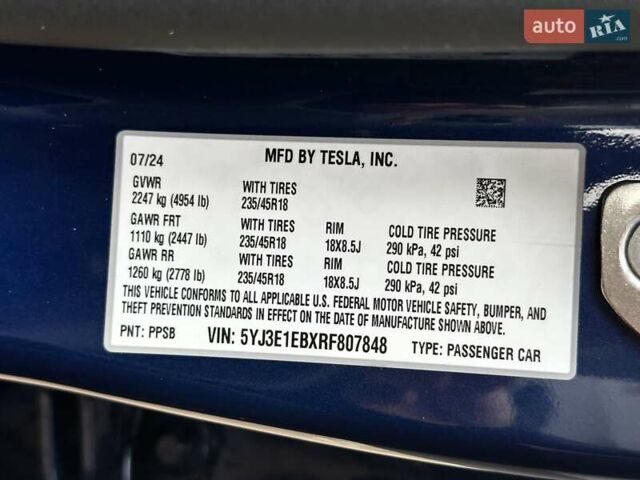 auto RIA .com
07/24 MFD BY TESLA, INC.
GVWR WITH TIRES
2247 kg (4954 lb) 235/45R18
GAWR FRT WITH TIRES RIM COLD TIRE PRESSURE
1110 kg (2447 lb) 235/45R18 18X8.5J 290 kPa, 42 psi
GAWR RR WITH TIRES RIM COLD TIRE PRESSURE
1260 kg (2778 lb) 235/45R18 18X8.5J 290 kPa, 42 psi
THIS VEHICLE CONFORMS TO ALL APPLICABLE U.S. FEDERAL MOTOR VEHICLE SAFETY, BUMPER, AND
THEFT PREVENTION STANDARDS IN EFFECT ON THE DATE OF MANUFACTURE SHOWN ABOVE.
PNT: PPSB VIN: 5YJ3E1EBXRF807848 TYPE: PASSENGER CAR